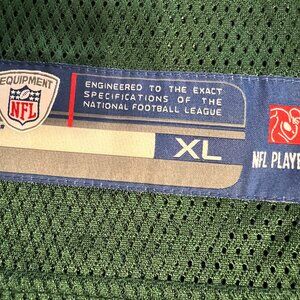 EQUIPMENT
NFL
ENGINEERED TO THE EXACT
SPECIFICATIONS OF THE
NATIONAL FOOTBALL LEAGUE
XL
NFL PLAYE